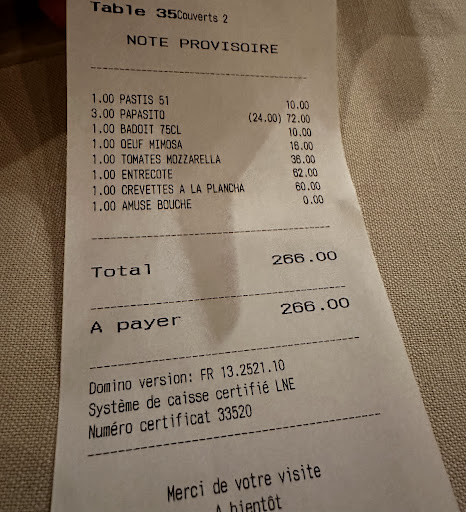 Table 35 Couverts 2
NOTE PROVISOIRE
1.00 PASTIS 51 10.00
3.00 PAPASITO (24.00) 72.00
1.00 BADOIT 75CL 10.00
1.00 OEUF MIMOSA 16.00
1.00 TOMATES MOZZARELLA 36.00
1.00 ENTRECOTE 62.00
1.00 CREVETTES A LA PLANCHA 60.00
1.00 AMUSE BOUCHE 0.00
Total 266.00
A payer 266.00
Domino version: FR 13.2521.10
Système de caisse certifié LNE
Numéro certificat 33520
Merci de votre visite
A bientôt